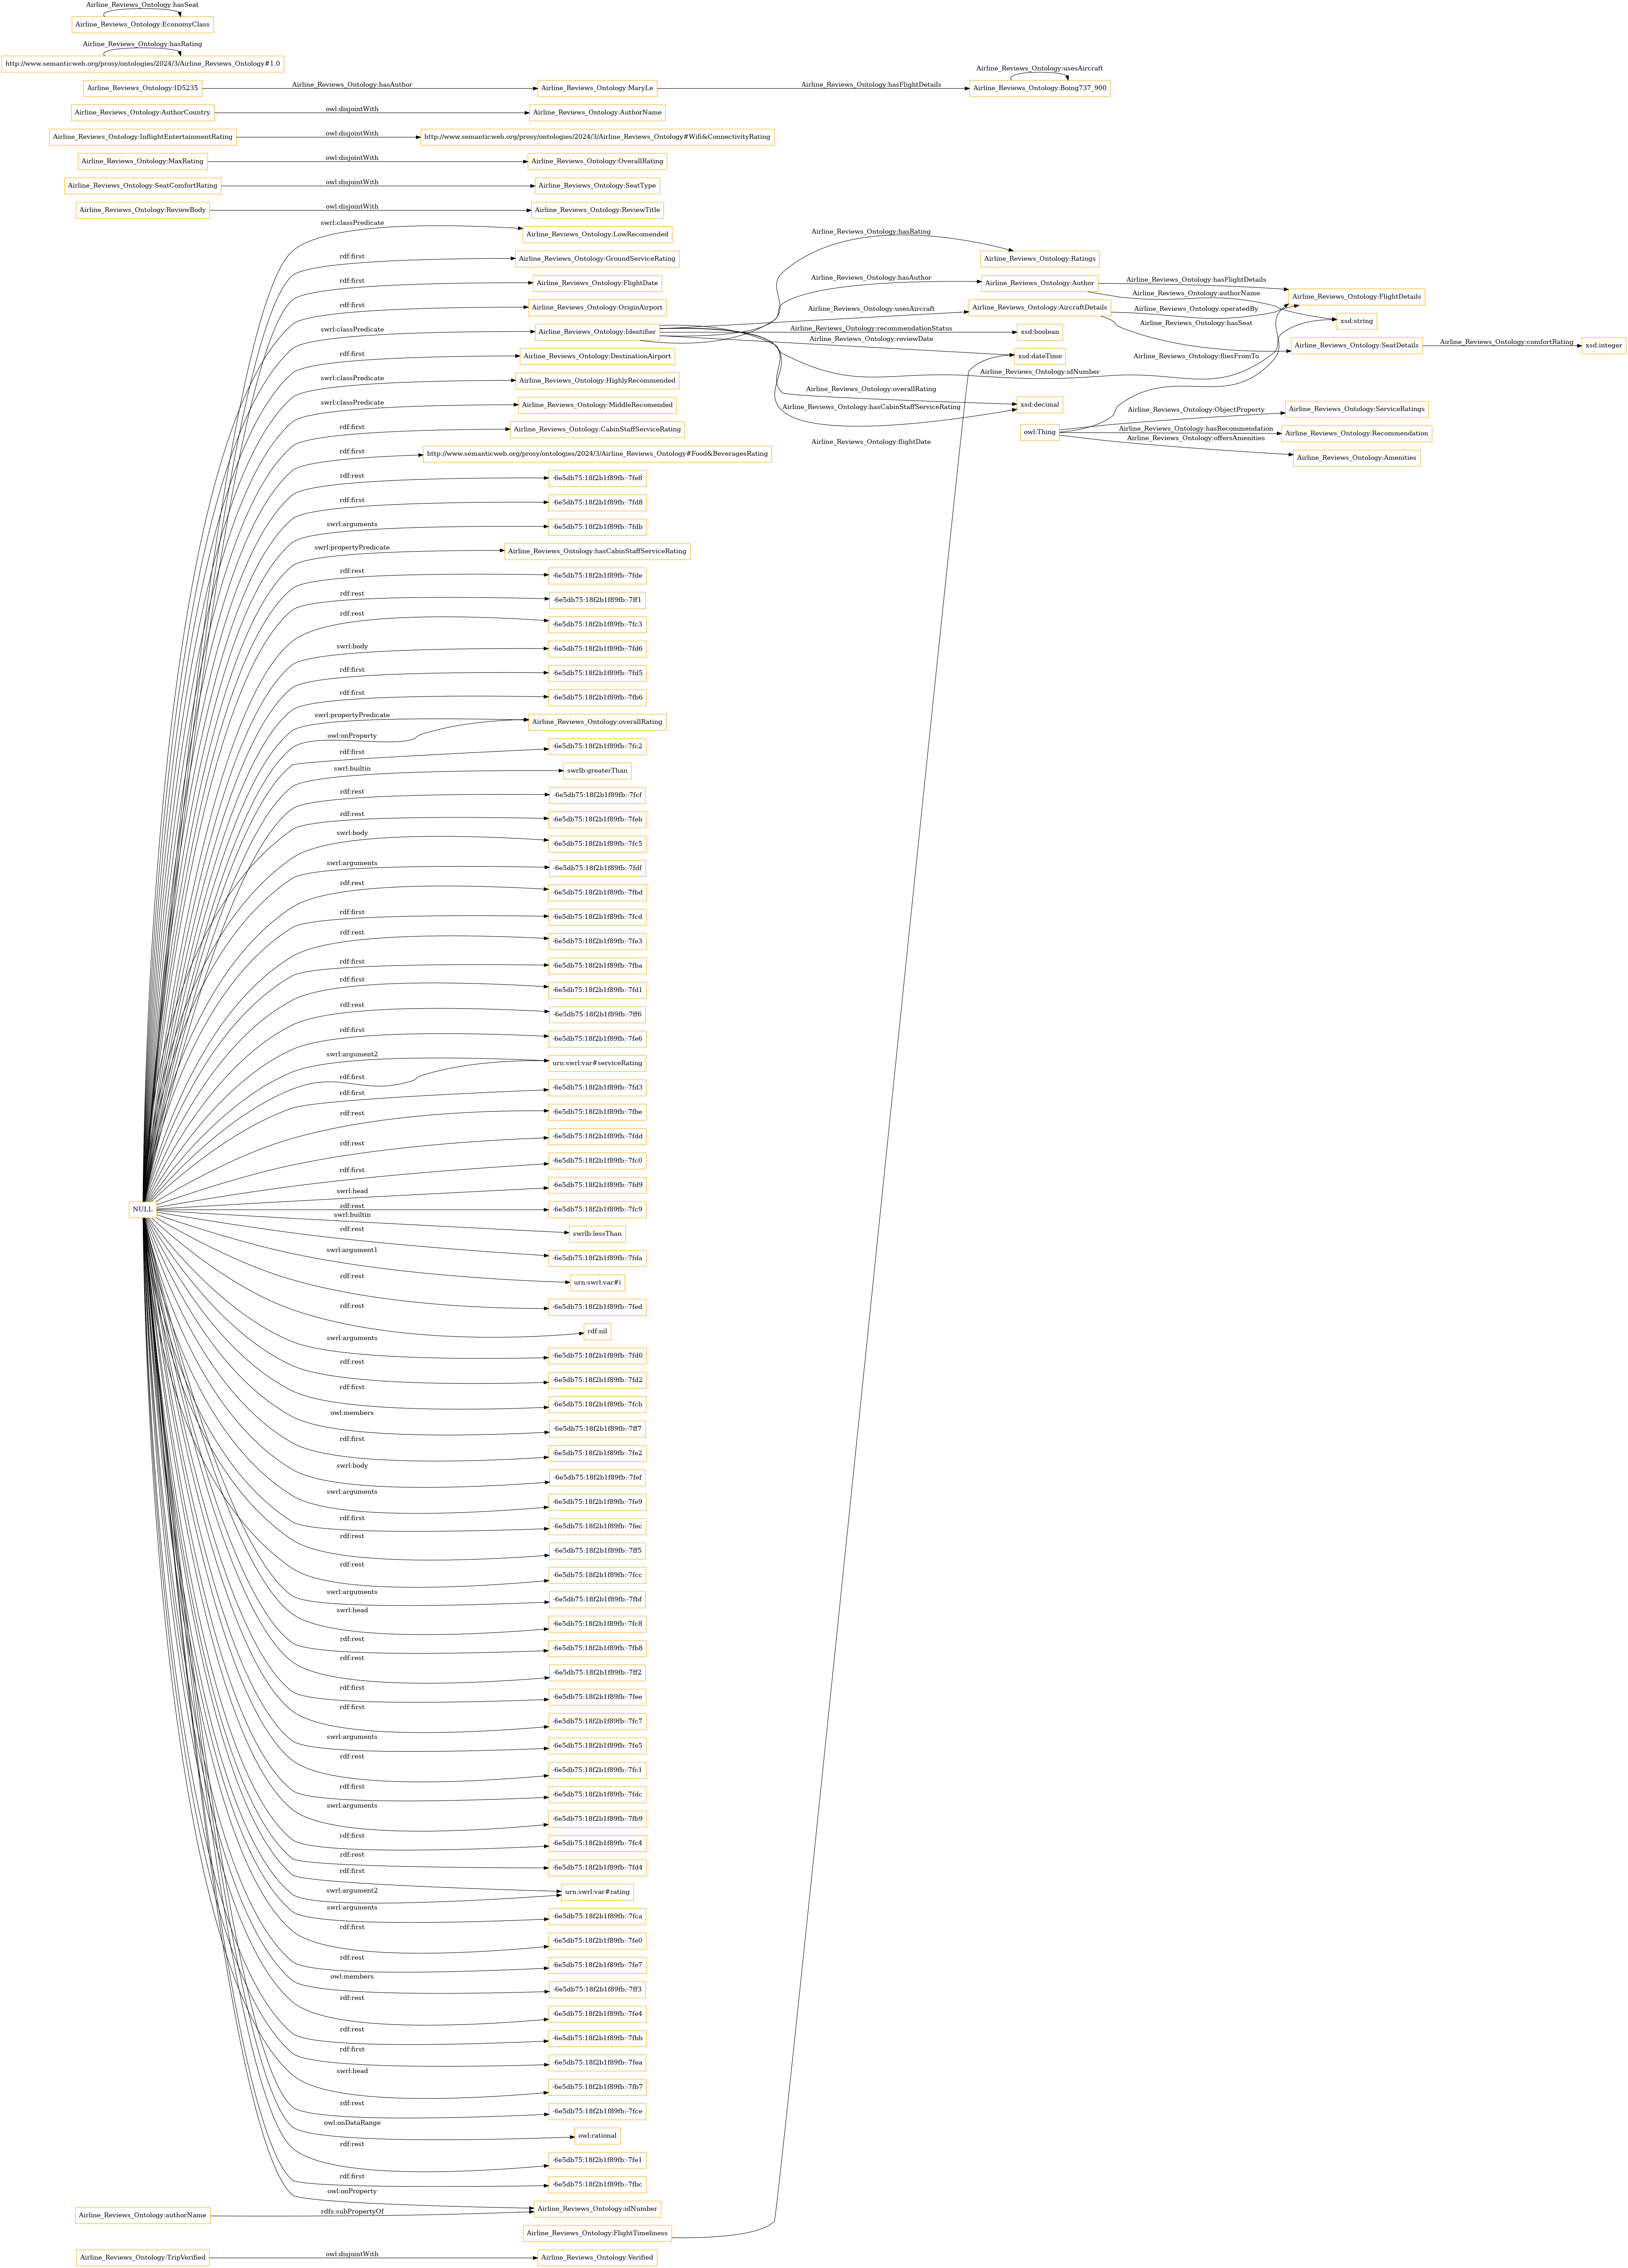 Airline_Reviews_Ontology:hasSeat
Airline_Reviews_Ontology:EconomyClass
Airline_Reviews_Ontology:hasRating
http://www.semanticweb.org/prosy/ontologies/2024/3/Airline_Reviews_Ontology#1.0
Airline_Reviews_Ontology:usesAircraft
Airline_Reviews_Ontology:ID5235
Airline_Reviews_Ontology:hasAuthor
Airline_Reviews_Ontology:MaryLe
Airline_Reviews_Ontology:hasFlightDetails
Airline_Reviews_Ontology:Boing737_900
Airline_Reviews_Ontology:AuthorCountry
owl:disjointWith
Airline_Reviews_Ontology:AuthorName
Airline_Reviews_Ontology:InflightEntertainmentRating
owl:disjointWith
http://www.semanticweb.org/prosy/ontologies/2024/3/Airline_Reviews_Ontology#Wifi&ConnectivityRating
Airline_Reviews_Ontology:MaxRating
owl:disjointWith
Airline_Reviews_Ontology:OverallRating
Airline_Reviews_Ontology:SeatComfortRating
owl:disjointWith
Airline_Reviews_Ontology:SeatType
Airline_Reviews_Ontology:ReviewBody
owl:disjointWith
Airline_Reviews_Ontology:ReviewTitle
swrl:classPredicate
Airline_Reviews_Ontology:LowRecomended
rdf:first
Airline_Reviews_Ontology:GroundServiceRating
rdf:first
Airline_Reviews_Ontology:FlightDate
rdf:first
Airline_Reviews_Ontology:OriginAirport
swrl:classPredicate
Airline_Reviews_Ontology:Identifier
rdf:first
Airline_Reviews_Ontology:DestinationAirport
swrl:classPredicate
Airline_Reviews_Ontology:HighlyRecommended
swrl:classPredicate
Airline_Reviews_Ontology:MiddleRecomended
rdf:first
Airline_Reviews_Ontology:CabinStaffServiceRating
rdf:first
http://www.semanticweb.org/prosy/ontologies/2024/3/Airline_Reviews_Ontology#Food&BeveragesRating
Airline_Reviews_Ontology:hasRating
Airline_Reviews_Ontology:Ratings
Airline_Reviews_Ontology:hasAuthor
Airline_Reviews_Ontology:Author
Airline_Reviews_Ontology:hasFlightDetails
Airline_Reviews_Ontology:authorName
Airline_Reviews_Ontology:FlightDetails
Airline_Reviews_Ontology:usesAircraft
Airline_Reviews_Ontology:AircraftDetails
Airline_Reviews_Ontology:operatedBy
Airline_Reviews_Ontology:hasSeat
xsd:string
Airline_Reviews_Ontology:recommendationStatus
xsd:boolean
Airline_Reviews_Ontology:reviewDate
xsd:dateTime
Airline_Reviews_Ontology:SeatDetails
Airline_Reviews_Ontology:comfortRating
xsd:integer
Airline_Reviews_Ontology:fliesFromTo
Airline_Reviews_Ontology:idNumber
Airline_Reviews_Ontology:overallRating
Airline_Reviews_Ontology:hasCabinStaffServiceRating
xsd:decimal
owl:Thing
Airline_Reviews_Ontology:ObjectProperty
Airline_Reviews_Ontology:ServiceRatings
Airline_Reviews_Ontology:hasRecommendation
Airline_Reviews_Ontology:Recommendation
Airline_Reviews_Ontology:offersAmenities
Airline_Reviews_Ontology:Amenities
Airline_Reviews_Ontology:flightDate
rdf:rest
-6e5db75:18f2b1f89fb:-7fe8
rdf:first
-6e5db75:18f2b1f89fb:-7fd8
swrl:arguments
-6e5db75:18f2b1f89fb:-7fdb
swrl:propertyPredicate
Airline_Reviews_Ontology:hasCabinStaffServiceRating
rdf:rest
-6e5db75:18f2b1f89fb:-7fde
rdf:rest
-6e5db75:18f2b1f89fb:-7ff1
rdf:rest
-6e5db75:18f2b1f89fb:-7fc3
swrl:body
-6e5db75:18f2b1f89fb:-7fd6
rdf:first
-6e5db75:18f2b1f89fb:-7fd5
rdf:first
-6e5db75:18f2b1f89fb:-7fb6
swrl:propertyPredicate
Airline_Reviews_Ontology:overallRating
owl:onProperty
rdf:first
-6e5db75:18f2b1f89fb:-7fc2
swrl:builtin
swrlb:greaterThan
rdf:rest
-6e5db75:18f2b1f89fb:-7fcf
rdf:rest
-6e5db75:18f2b1f89fb:-7feb
swrl:body
-6e5db75:18f2b1f89fb:-7fc5
swrl:arguments
-6e5db75:18f2b1f89fb:-7fdf
rdf:rest
-6e5db75:18f2b1f89fb:-7fbd
rdf:first
-6e5db75:18f2b1f89fb:-7fcd
rdf:rest
-6e5db75:18f2b1f89fb:-7fe3
rdf:first
-6e5db75:18f2b1f89fb:-7fba
rdf:first
-6e5db75:18f2b1f89fb:-7fd1
rdf:rest
-6e5db75:18f2b1f89fb:-7ff6
rdf:first
-6e5db75:18f2b1f89fb:-7fe6
swrl:argument2
urn:swrl:var#serviceRating
rdf:first
rdf:first
-6e5db75:18f2b1f89fb:-7fd3
rdf:rest
-6e5db75:18f2b1f89fb:-7fbe
rdf:rest
-6e5db75:18f2b1f89fb:-7fdd
rdf:first
-6e5db75:18f2b1f89fb:-7fc0
swrl:head
-6e5db75:18f2b1f89fb:-7fd9
NULL
rdf:rest
-6e5db75:18f2b1f89fb:-7fc9
swrl:builtin
swrlb:lessThan
rdf:rest
-6e5db75:18f2b1f89fb:-7fda
swrl:argument1
urn:swrl:var#i
rdf:rest
-6e5db75:18f2b1f89fb:-7fed
rdf:rest
rdf:nil
swrl:arguments
-6e5db75:18f2b1f89fb:-7fd0
rdf:rest
-6e5db75:18f2b1f89fb:-7fd2
rdf:first
-6e5db75:18f2b1f89fb:-7fcb
owl:members
-6e5db75:18f2b1f89fb:-7ff7
rdf:first
-6e5db75:18f2b1f89fb:-7fe2
swrl:body
-6e5db75:18f2b1f89fb:-7fef
swrl:arguments
-6e5db75:18f2b1f89fb:-7fe9
rdf:first
-6e5db75:18f2b1f89fb:-7fec
rdf:rest
-6e5db75:18f2b1f89fb:-7ff5
rdf:rest
-6e5db75:18f2b1f89fb:-7fcc
swrl:arguments
-6e5db75:18f2b1f89fb:-7fbf
swrl:head
-6e5db75:18f2b1f89fb:-7fc8
rdf:rest
-6e5db75:18f2b1f89fb:-7fb8
rdf:rest
-6e5db75:18f2b1f89fb:-7ff2
rdf:first
-6e5db75:18f2b1f89fb:-7fee
rdf:first
-6e5db75:18f2b1f89fb:-7fc7
swrl:arguments
-6e5db75:18f2b1f89fb:-7fe5
rdf:rest
-6e5db75:18f2b1f89fb:-7fc1
rdf:first
-6e5db75:18f2b1f89fb:-7fdc
swrl:arguments
-6e5db75:18f2b1f89fb:-7fb9
rdf:first
-6e5db75:18f2b1f89fb:-7fc4
rdf:rest
-6e5db75:18f2b1f89fb:-7fd4
rdf:first
urn:swrl:var#rating
swrl:argument2
swrl:arguments
-6e5db75:18f2b1f89fb:-7fca
rdf:first
-6e5db75:18f2b1f89fb:-7fe0
rdf:rest
-6e5db75:18f2b1f89fb:-7fe7
owl:members
-6e5db75:18f2b1f89fb:-7ff3
rdf:rest
-6e5db75:18f2b1f89fb:-7fe4
rdf:rest
-6e5db75:18f2b1f89fb:-7fbb
rdf:first
-6e5db75:18f2b1f89fb:-7fea
swrl:head
-6e5db75:18f2b1f89fb:-7fb7
rdf:rest
-6e5db75:18f2b1f89fb:-7fce
owl:onDataRange
owl:rational
rdf:rest
-6e5db75:18f2b1f89fb:-7fe1
rdf:first
-6e5db75:18f2b1f89fb:-7fbc
owl:onProperty
Airline_Reviews_Ontology:idNumber
Airline_Reviews_Ontology:authorName
rdfs:subPropertyOf
Airline_Reviews_Ontology:FlightTimeliness
Airline_Reviews_Ontology:TripVerified
owl:disjointWith
Airline_Reviews_Ontology:Verified